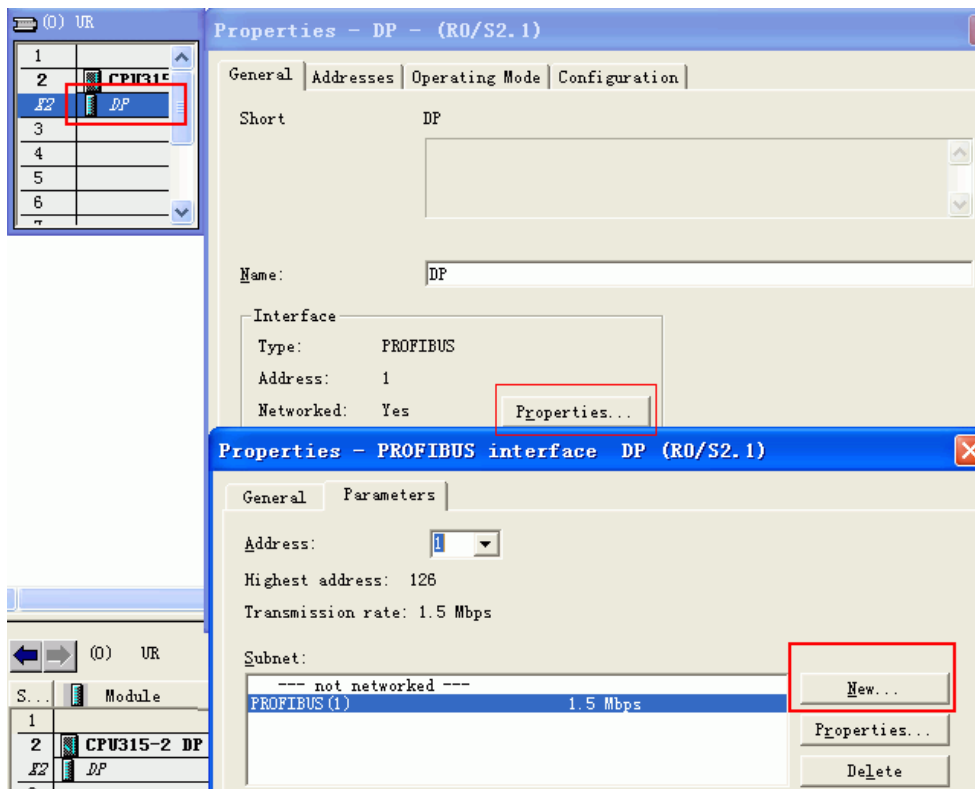 (0) UR
1
2 CPU315
X2 DP
3
4
5
6
Properties - DP - (R0/S2.1)
General Addresses Operating Mode Configuration
Short DP
Name: DP
Interface
Type: PROFIBUS
Address: 1
Networked: Yes Properties...
Properties - PROFIBUS interface DP (R0/S2.1)
General Parameters
Address: 1
Highest address: 126
Transmission rate: 1.5 Mbps
Subnet:
--- not networked ---
PROFIBUS(1) 1.5 Mbps
New...
Properties...
Delete
(0) UR
S... Module
1
2 CPU315-2 DP
X2 DP